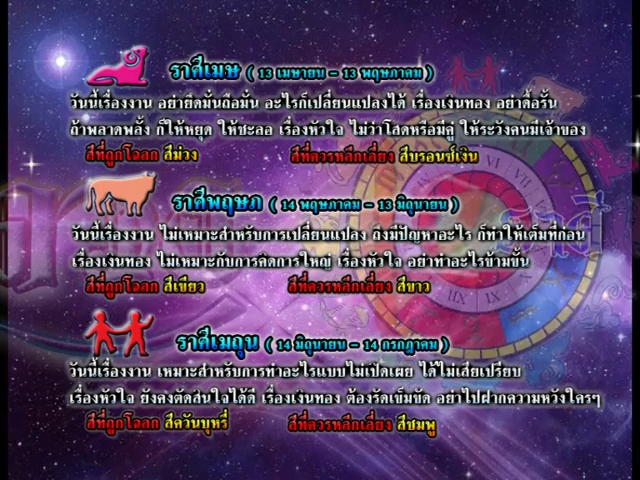 ราศีเมษ ( 13 เมษายน - 13 พฤษภาคม )
วันนี้เรื่องงาน อย่ายึดมั่นถือมั่น อะไรก็เปลี่ยนแปลงได้ เรื่องเงินทอง อย่าดื้อรั้น
ถ้าพลาดพลั้ง ก็ให้หยุด ให้ชะลอ เรื่องหัวใจ ไม่ว่าโสดหรือมีคู่ ให้ระวังคนมีเจ้าของ
สีที่ถูกโฉลก สีม่วง สีที่ควรหลีกเลี่ยง สีบรอนซ์เงิน
ราศีพฤษภ ( 14 พฤษภาคม - 13 มิถุนายน )
วันนี้เรื่องงาน ไม่เหมาะสำหรับการเปลี่ยนแปลง ถึงมีปัญหาอะไร ก็ทำให้เต็มที่ก่อน
เรื่องเงินทอง ไม่เหมาะกับการคิดการใหญ่ เรื่องหัวใจ อย่าทำอะไรข้ามขั้น
สีที่ถูกโฉลก สีเขียว สีที่ควรหลีกเลี่ยง สีขาว
ราศีเมถุน ( 14 มิถุนายน - 14 กรกฎาคม )
วันนี้เรื่องงาน เหมาะสำหรับการทำอะไรแบบไม่เปิดเผย ได้ไม่เสียเปรียบ
เรื่องหัวใจ ยังคงตัดสินใจได้ดี เรื่องเงินทอง ต้องรัดเข็มขัด อย่าไปฝากความหวังใครๆ
สีที่ถูกโฉลก สีควันบุหรี่ สีที่ควรหลีกเลี่ยง สีชมพู